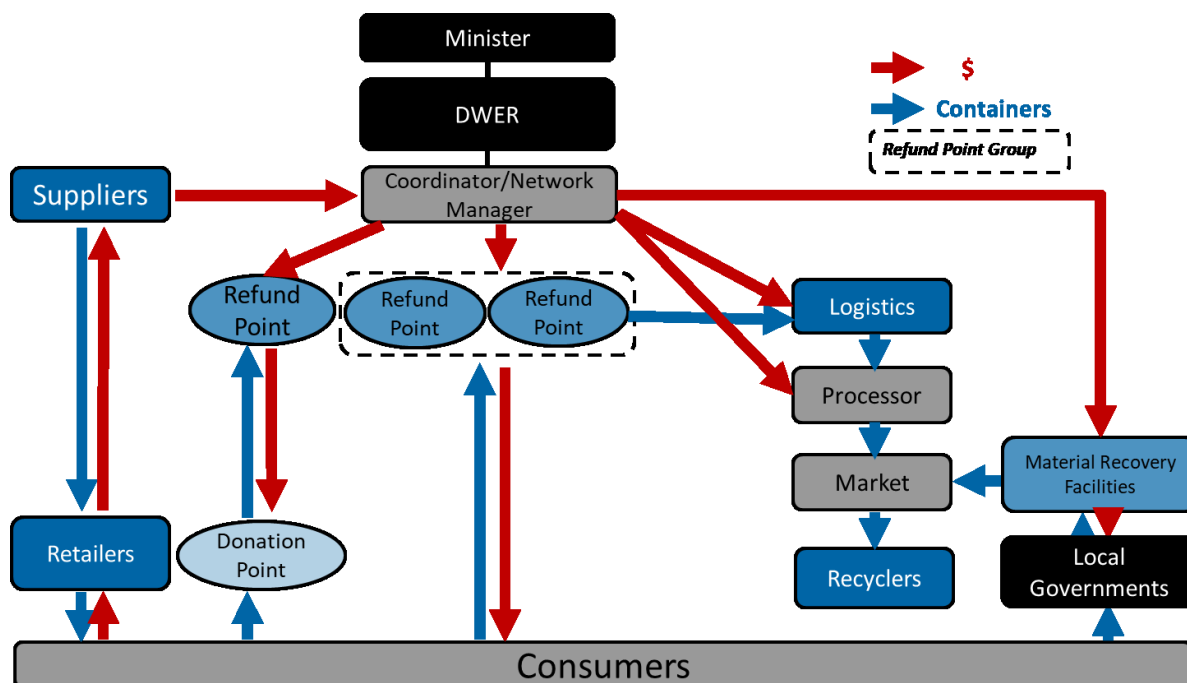 Minister
$
DWER
Containers
Refund Point Group
Suppliers
Coordinator/Network
Manager
Refund
Point
Refund
Point
Refund
Point
Logistics
Processor
Market
Material Recovery
Facilities
Retailers
Donation
Point
Recyclers
Local
Governments
Consumers